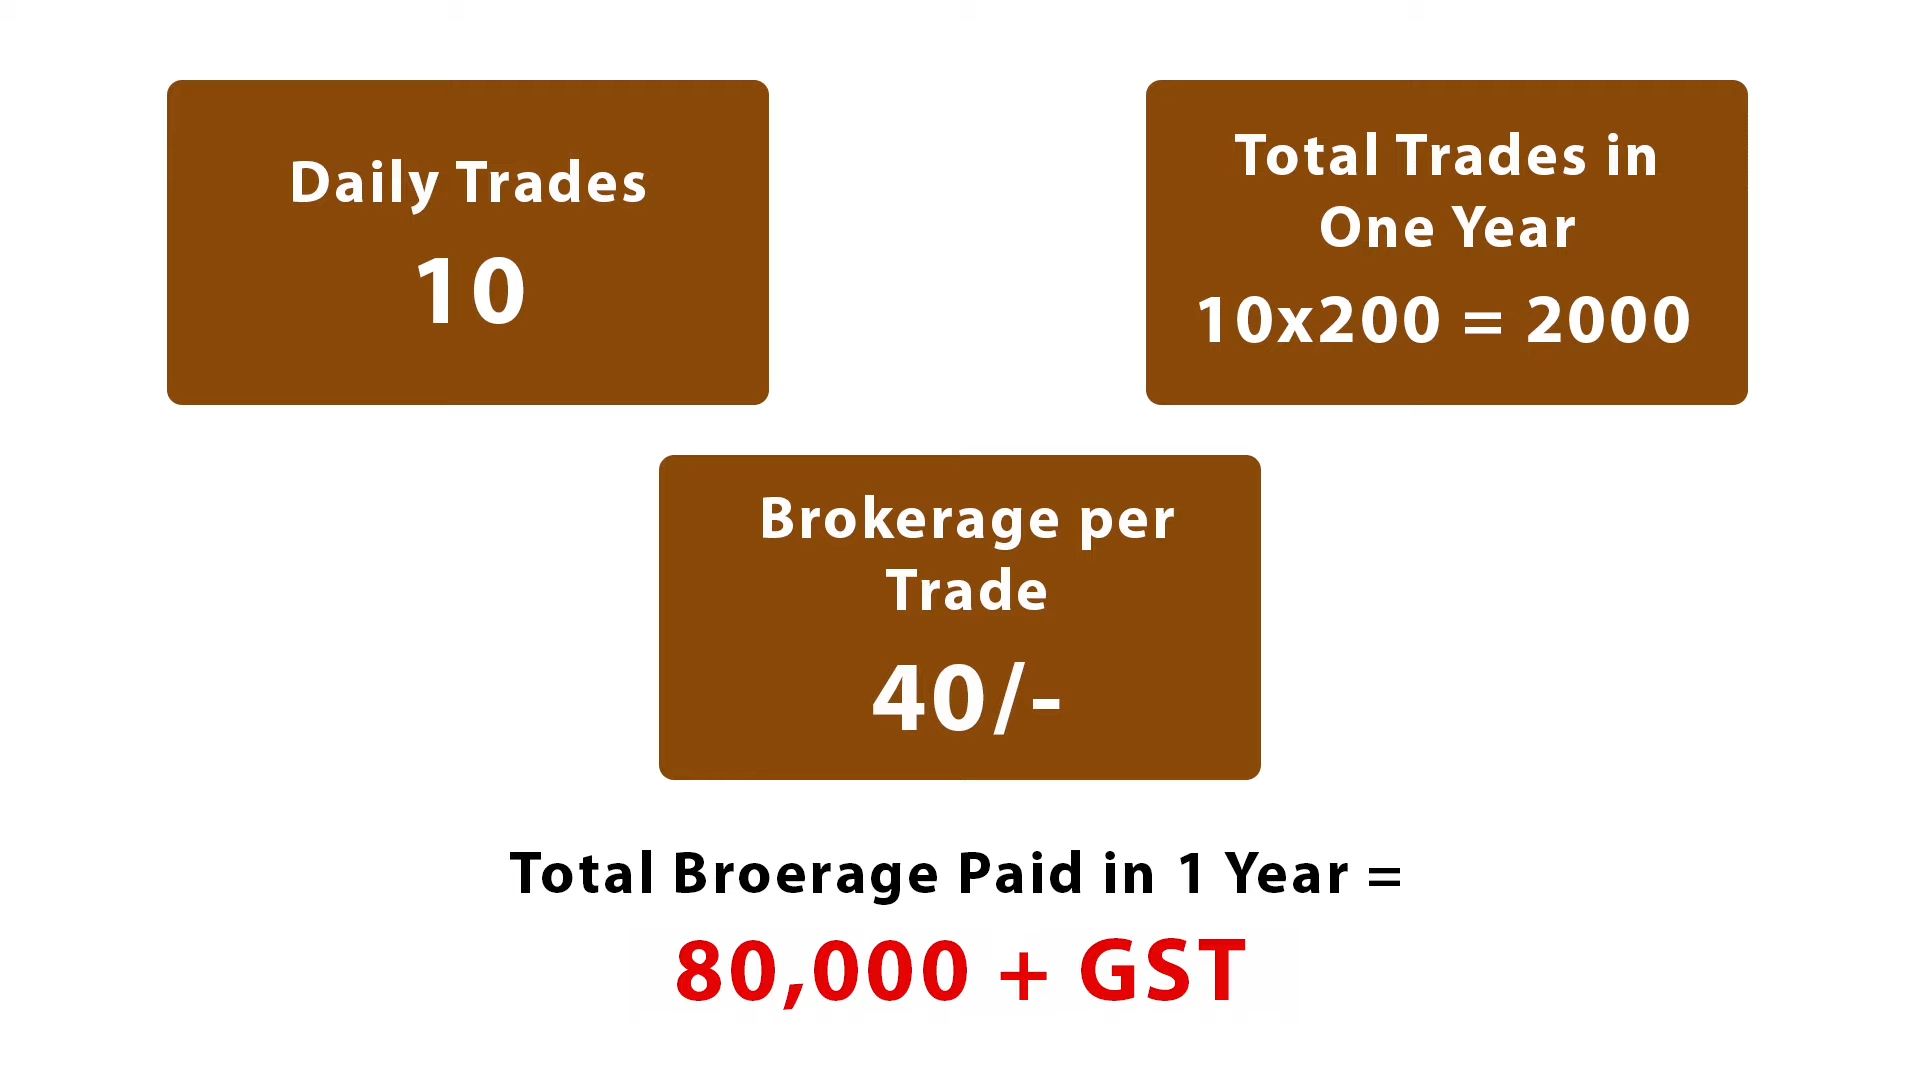 Daily Trades
10
Total Trades in
One Year
10x200 = 2000
Brokerage per
Trade
40/-
Total Broerage Paid in 1 Year =
80,000 + GST